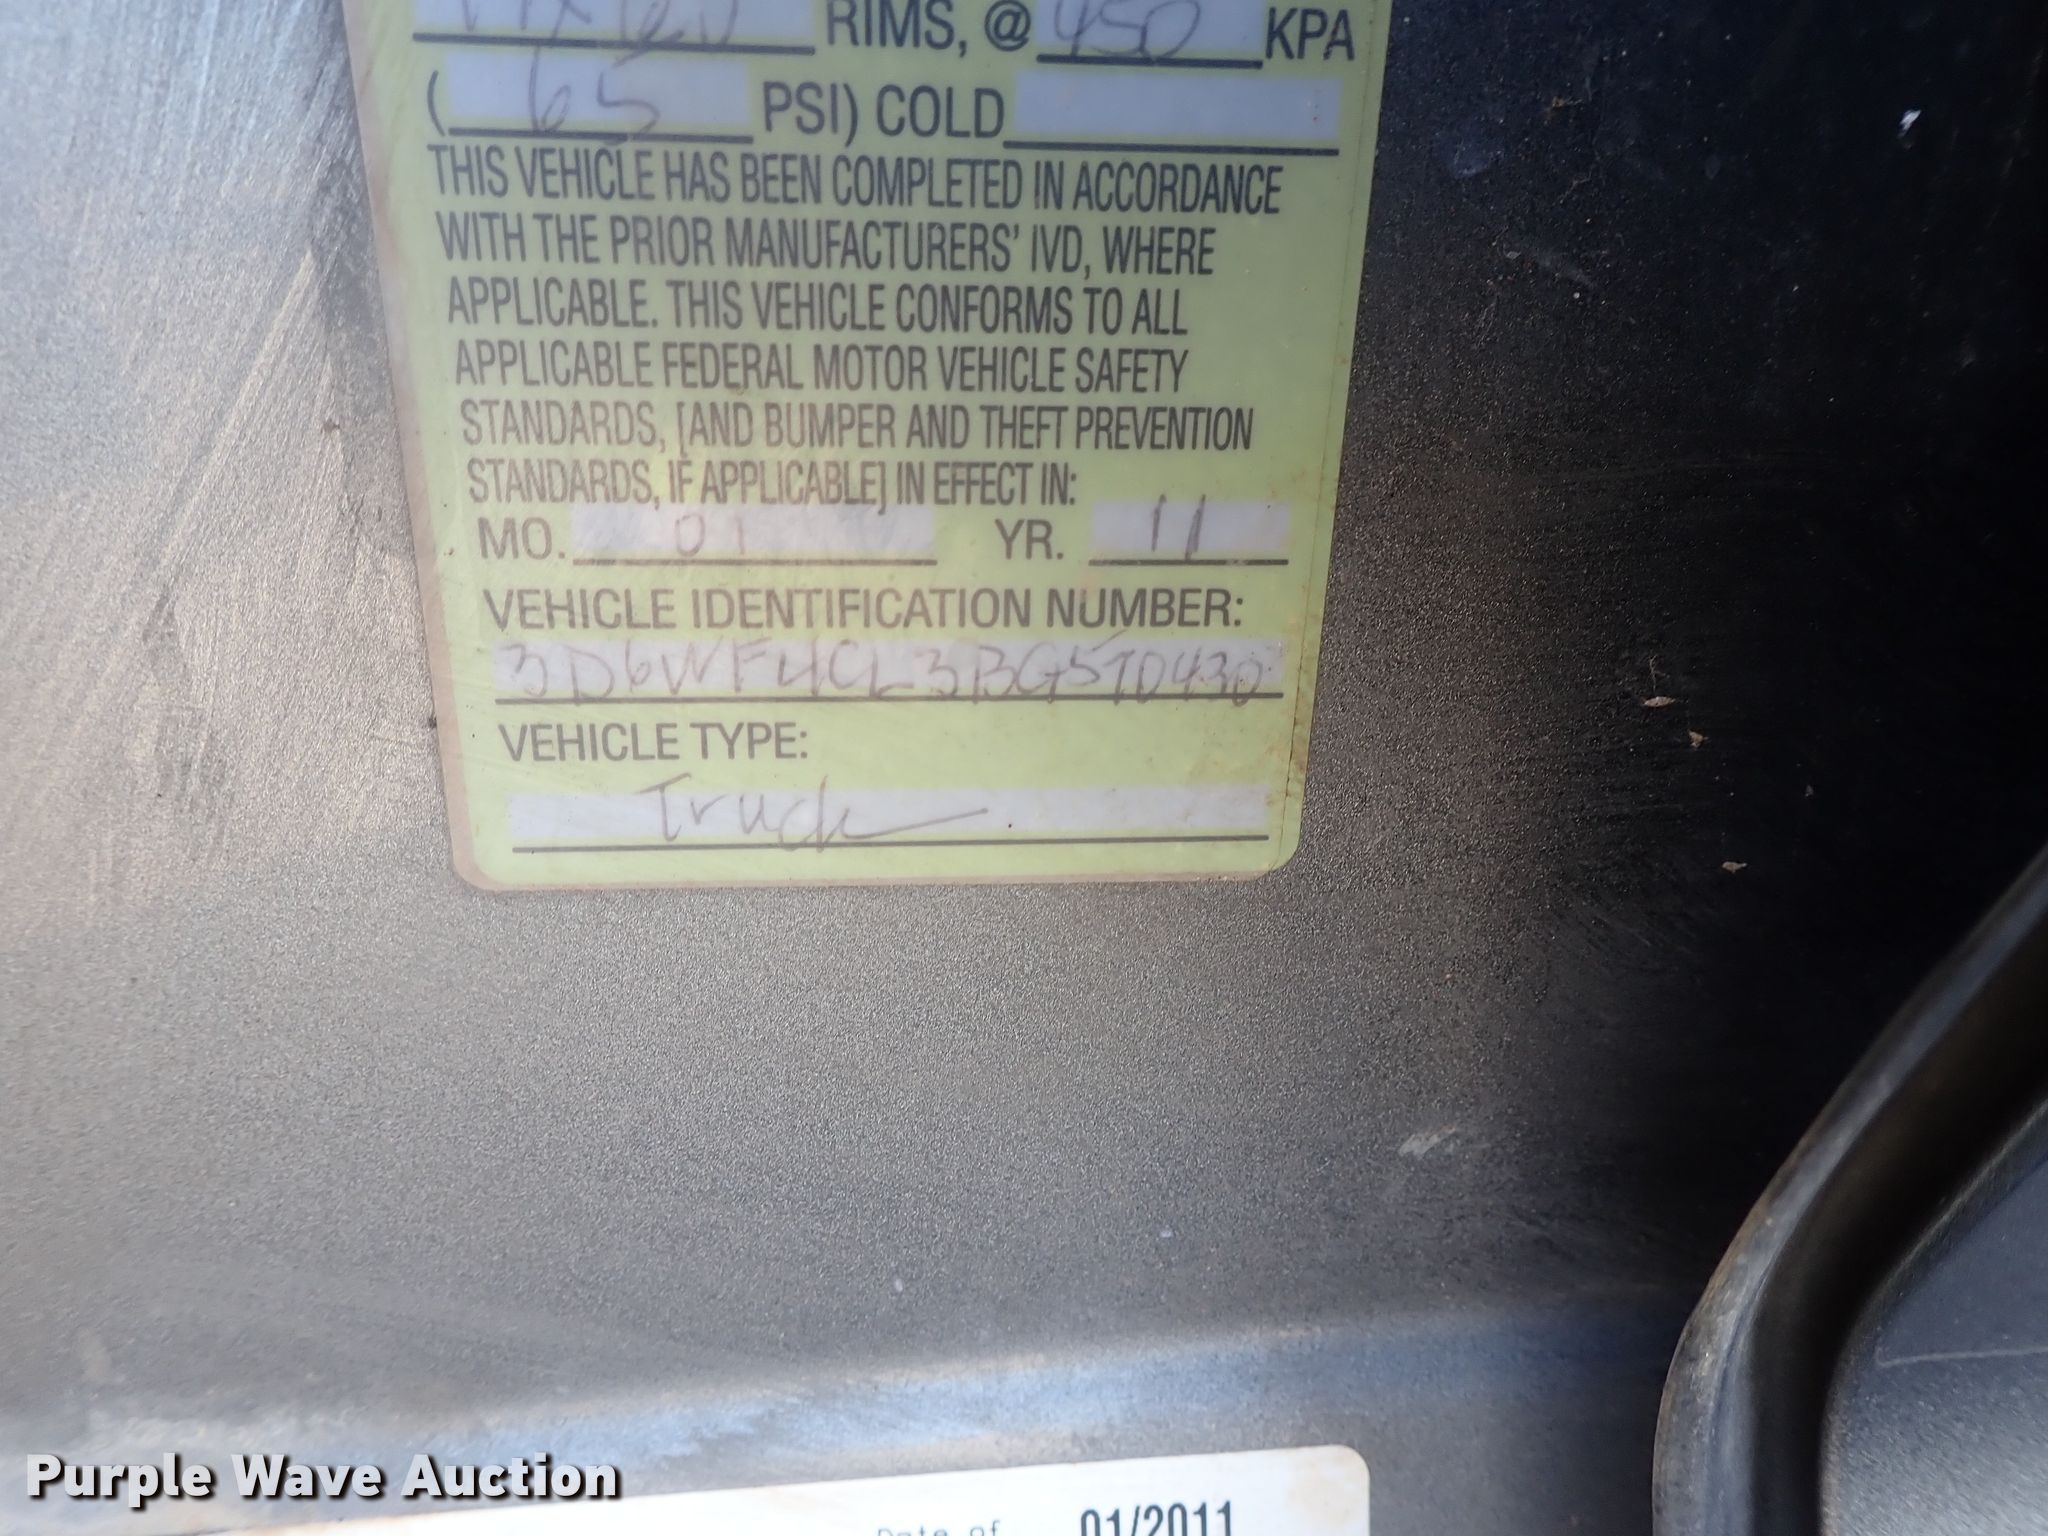 RIMS, @ 450 KPA
( 65 PSI) COLD
THIS VEHICLE HAS BEEN COMPLETED IN ACCORDANCE
WITH THE PRIOR MANUFACTURERS' IVD, WHERE
APPLICABLE. THIS VEHICLE CONFORMS TO ALL
APPLICABLE FEDERAL MOTOR VEHICLE SAFETY
STANDARDS, [AND BUMPER AND THEFT PREVENTION
STANDARDS, IF APPLICABLE] IN EFFECT IN:
MO. 01 YR. 11
VEHICLE IDENTIFICATION NUMBER:
3D6WF4CL3BG570430
VEHICLE TYPE:
Truck
Purple Wave Auction
Date of 01/2011